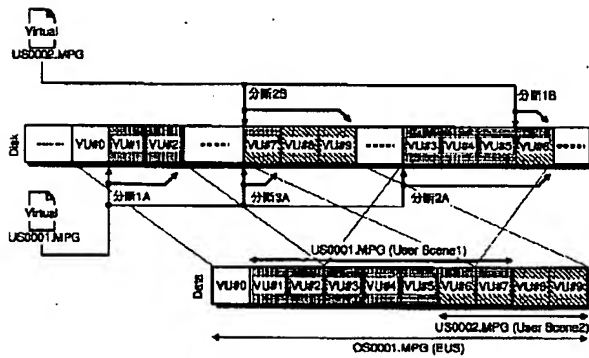 Virtual
US0002.MPG
分断2B
分断1B
Disk
VU#0
VU#1
VU#2
VU#7
VU#8
VU#9
VU#3
VU#4
VU#5
VU#6
Virtual
US0001.MPG
分断1A
分断3A
分断2A
US0001.MPG (User Scene1)
Data
VU#0
VU#1
VU#2
VU#3
VU#4
VU#5
VU#6
VU#7
VU#8
VU#9
US0002.MPG (User Scene2)
OS0001.MPG (EUS)